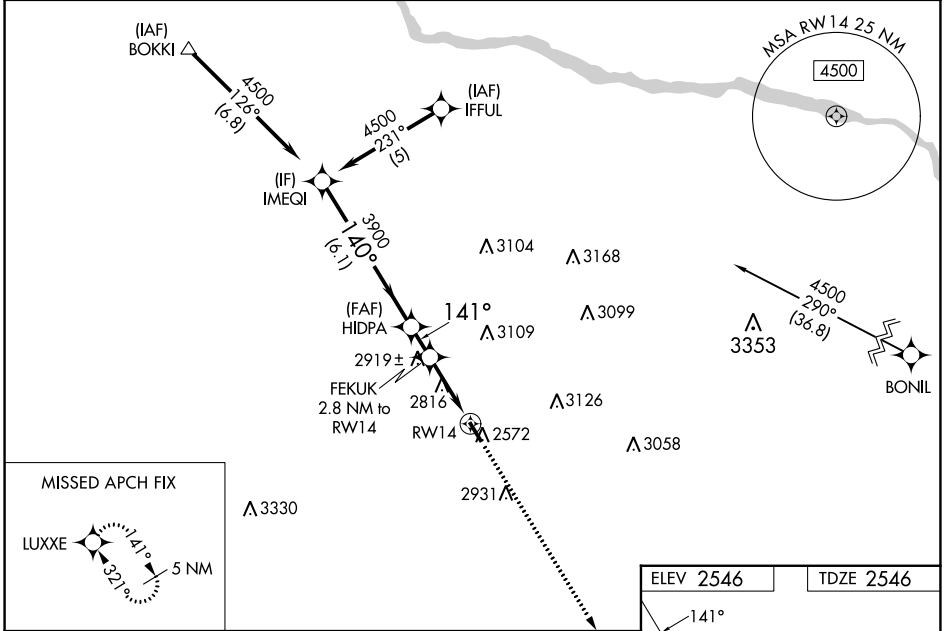 (IAF)
BOKKI
4500
126°
(6.8)
(IAF)
IFFUL
4500
231°
(5)
MSA RW14 25 NM
4500
(IF)
IMEQI
3900
140°
(6.1)
3104
3168
(FAF)
HIDPA
141°
3109
3099
4500
290°
(36.8)
3353
BONIL
2919±
FEKUK
2.8 NM to
RW14
2816
3126
RW14
2572
3058
2931
3330
MISSED APCH FIX
LUXXE
141°
321°
5 NM
ELEV 2546
TDZE 2546
141°